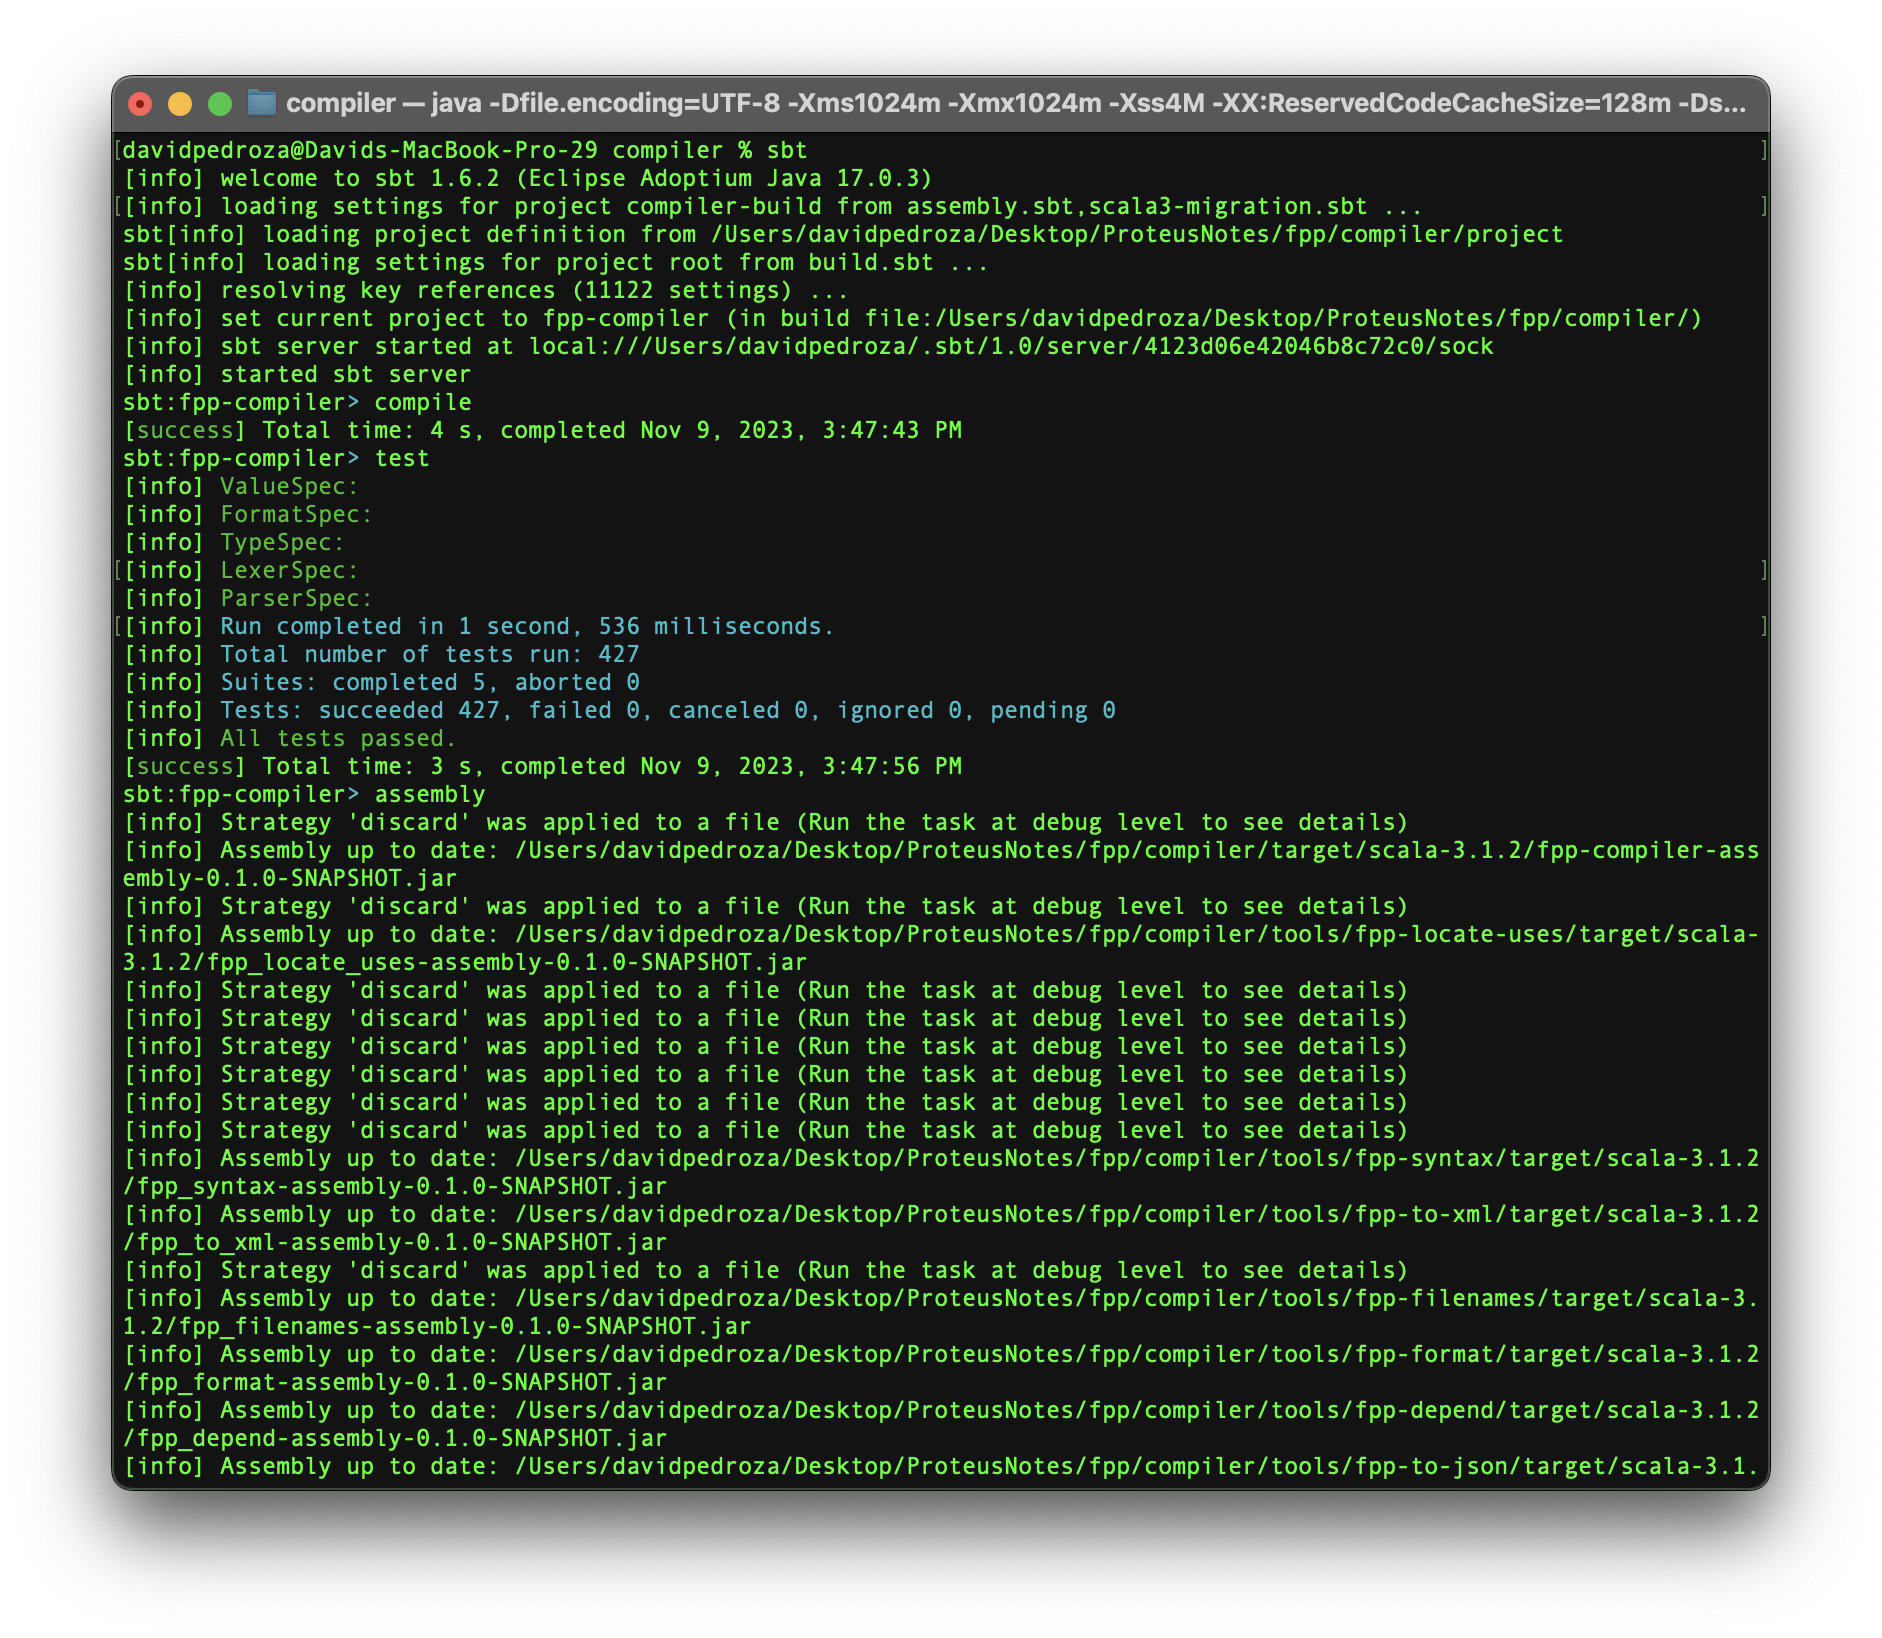 compiler — java -Dfile.encoding=UTF-8 -Xms1024m -Xmx1024m -Xss4M -XX:ReservedCodeCacheSize=128m -Ds...
[davidpedroza@Davids-MacBook-Pro-29 compiler % sbt ]
[info] welcome to sbt 1.6.2 (Eclipse Adoptium Java 17.0.3)
[[info] loading settings for project compiler-build from assembly.sbt,scala3-migration.sbt ... ]
sbt[info] loading project definition from /Users/davidpedroza/Desktop/ProteusNotes/fpp/compiler/project
sbt[info] loading settings for project root from build.sbt ...
[info] resolving key references (11122 settings) ...
[info] set current project to fpp-compiler (in build file:/Users/davidpedroza/Desktop/ProteusNotes/fpp/compiler/)
[info] sbt server started at local:///Users/davidpedroza/.sbt/1.0/server/4123d06e42046b8c72c0/sock
[info] started sbt server
sbt:fpp-compiler> compile
[success] Total time: 4 s, completed Nov 9, 2023, 3:47:43 PM
sbt:fpp-compiler> test
[info] ValueSpec:
[info] FormatSpec:
[info] TypeSpec:
[[info] LexerSpec: ]
[info] ParserSpec:
[[info] Run completed in 1 second, 536 milliseconds. ]
[info] Total number of tests run: 427
[info] Suites: completed 5, aborted 0
[info] Tests: succeeded 427, failed 0, canceled 0, ignored 0, pending 0
[info] All tests passed.
[success] Total time: 3 s, completed Nov 9, 2023, 3:47:56 PM
sbt:fpp-compiler> assembly
[info] Strategy 'discard' was applied to a file (Run the task at debug level to see details)
[info] Assembly up to date: /Users/davidpedroza/Desktop/ProteusNotes/fpp/compiler/target/scala-3.1.2/fpp-compiler-ass
embly-0.1.0-SNAPSHOT.jar
[info] Strategy 'discard' was applied to a file (Run the task at debug level to see details)
[info] Assembly up to date: /Users/davidpedroza/Desktop/ProteusNotes/fpp/compiler/tools/fpp-locate-uses/target/scala-
3.1.2/fpp_locate_uses-assembly-0.1.0-SNAPSHOT.jar
[info] Strategy 'discard' was applied to a file (Run the task at debug level to see details)
[info] Strategy 'discard' was applied to a file (Run the task at debug level to see details)
[info] Strategy 'discard' was applied to a file (Run the task at debug level to see details)
[info] Strategy 'discard' was applied to a file (Run the task at debug level to see details)
[info] Strategy 'discard' was applied to a file (Run the task at debug level to see details)
[info] Strategy 'discard' was applied to a file (Run the task at debug level to see details)
[info] Assembly up to date: /Users/davidpedroza/Desktop/ProteusNotes/fpp/compiler/tools/fpp-syntax/target/scala-3.1.2
/fpp_syntax-assembly-0.1.0-SNAPSHOT.jar
[info] Assembly up to date: /Users/davidpedroza/Desktop/ProteusNotes/fpp/compiler/tools/fpp-to-xml/target/scala-3.1.2
/fpp_to_xml-assembly-0.1.0-SNAPSHOT.jar
[info] Strategy 'discard' was applied to a file (Run the task at debug level to see details)
[info] Assembly up to date: /Users/davidpedroza/Desktop/ProteusNotes/fpp/compiler/tools/fpp-filenames/target/scala-3.
1.2/fpp_filenames-assembly-0.1.0-SNAPSHOT.jar
[info] Assembly up to date: /Users/davidpedroza/Desktop/ProteusNotes/fpp/compiler/tools/fpp-format/target/scala-3.1.2
/fpp_format-assembly-0.1.0-SNAPSHOT.jar
[info] Assembly up to date: /Users/davidpedroza/Desktop/ProteusNotes/fpp/compiler/tools/fpp-depend/target/scala-3.1.2
/fpp_depend-assembly-0.1.0-SNAPSHOT.jar
[info] Assembly up to date: /Users/davidpedroza/Desktop/ProteusNotes/fpp/compiler/tools/fpp-to-json/target/scala-3.1.